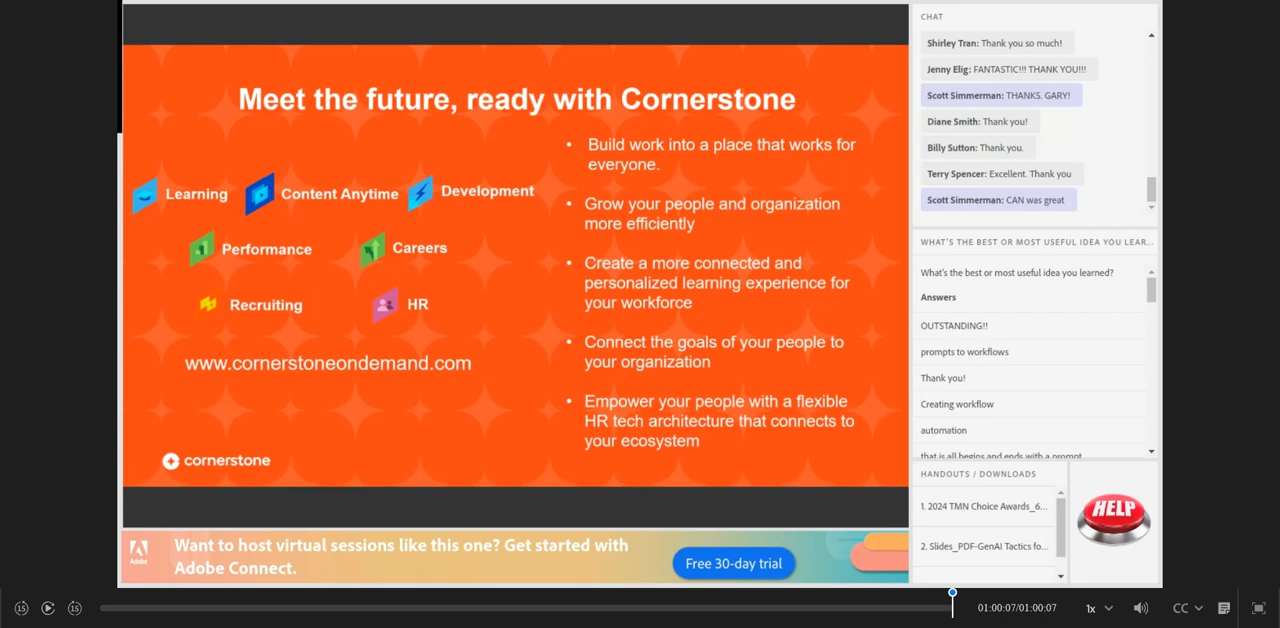 Meet the future, ready with Cornerstone
Learning
Content Anytime
Development
Performance
Careers
Recruiting
HR
www.cornerstoneondemand.com
cornerstone
• Build work into a place that works for
everyone.
• Grow your people and organization
more efficiently
• Create a more connected and
personalized learning experience for
your workforce
• Connect the goals of your people to
your organization
• Empower your people with a flexible
HR tech architecture that connects to
your ecosystem
Adobe
Want to host virtual sessions like this one? Get started with
Adobe Connect.
Free 30-day trial
CHAT
Shirley Tran: Thank you so much!
Jenny Elig: FANTASTIC!!! THANK YOU!!!
Scott Simmerman: THANKS. GARY!
Diane Smith: Thank you!
Billy Sutton: Thank you.
Terry Spencer: Excellent. Thank you
Scott Simmerman: CAN was great
WHAT'S THE BEST OR MOST USEFUL IDEA YOU LEAR...
What's the best or most useful idea you learned?
Answers
OUTSTANDING!!
prompts to workflows
Thank you!
Creating workflow
automation
that is all begins and ends with a prompt
HANDOUTS / DOWNLOADS
1. 2024 TMN Choice Awards_6...
2. Slides_PDF-GenAI Tactics fo...
HELP
15
15
01:00:07/01:00:07
1x
CC